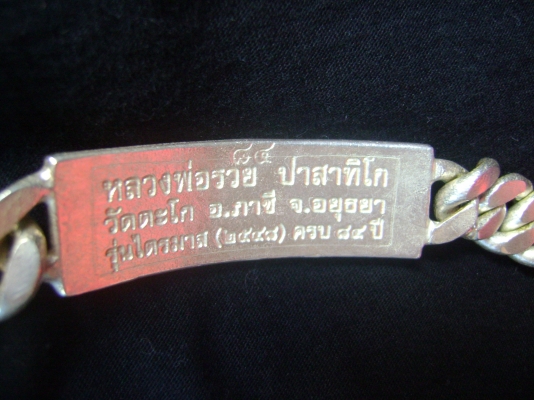 ๘๔
หลวงพ่อรวย ปาสาทิโก
วัดตะโก อ.ภาชี จ.อยุธยา
รุ่นไตรมาส (๒๕๔๘) ครบ ๘๔ ปี